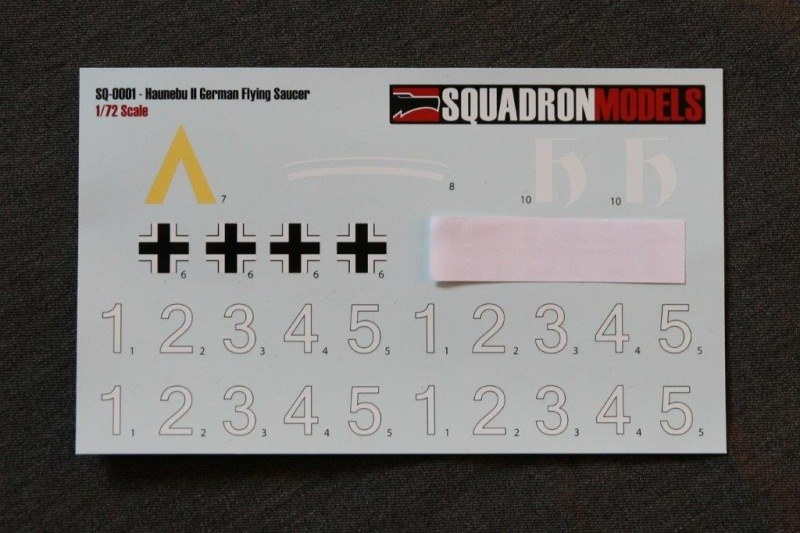 SQ-0001 - Haunebu II German Flying Saucer
1/72 Scale
SQUADRONMODELS
7
8
10
10
6 6 6 6
1 1 2 2 3 3 4 4 5 5 1 1 2 2 3 3 4 4 5 5
1 1 2 2 3 3 4 4 5 5 1 1 2 2 3 3 4 4 5 5